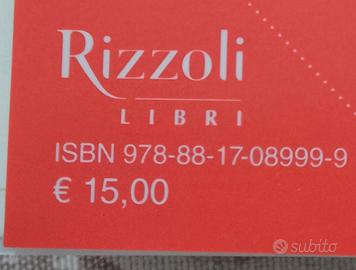 Rizzoli
LIBRI
ISBN 978-88-17-08999-9
€ 15,00
subito